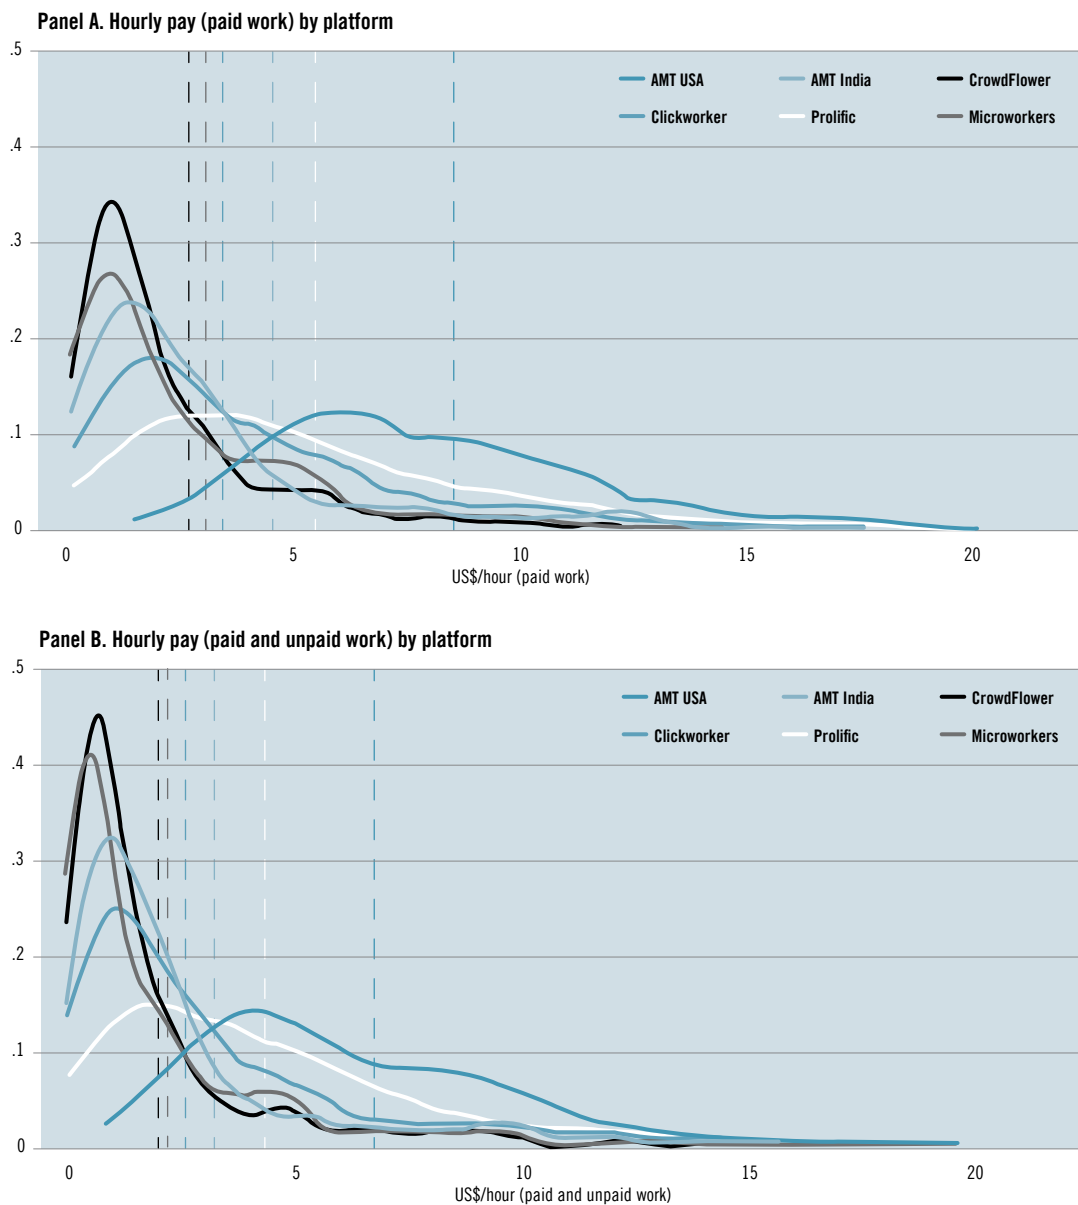 Panel A. Hourly pay (paid work) by platform
.5
AMT USA AMT India CrowdFlower
Clickworker Prolific Microworkers
.4
.3
.2
.1
0
0 5 10 15 20
US$/hour (paid work)
Panel B. Hourly pay (paid and unpaid work) by platform
.5
AMT USA AMT India CrowdFlower
Clickworker Prolific Microworkers
.4
.3
.2
.1
0
0 5 10 15 20
US$/hour (paid and unpaid work)